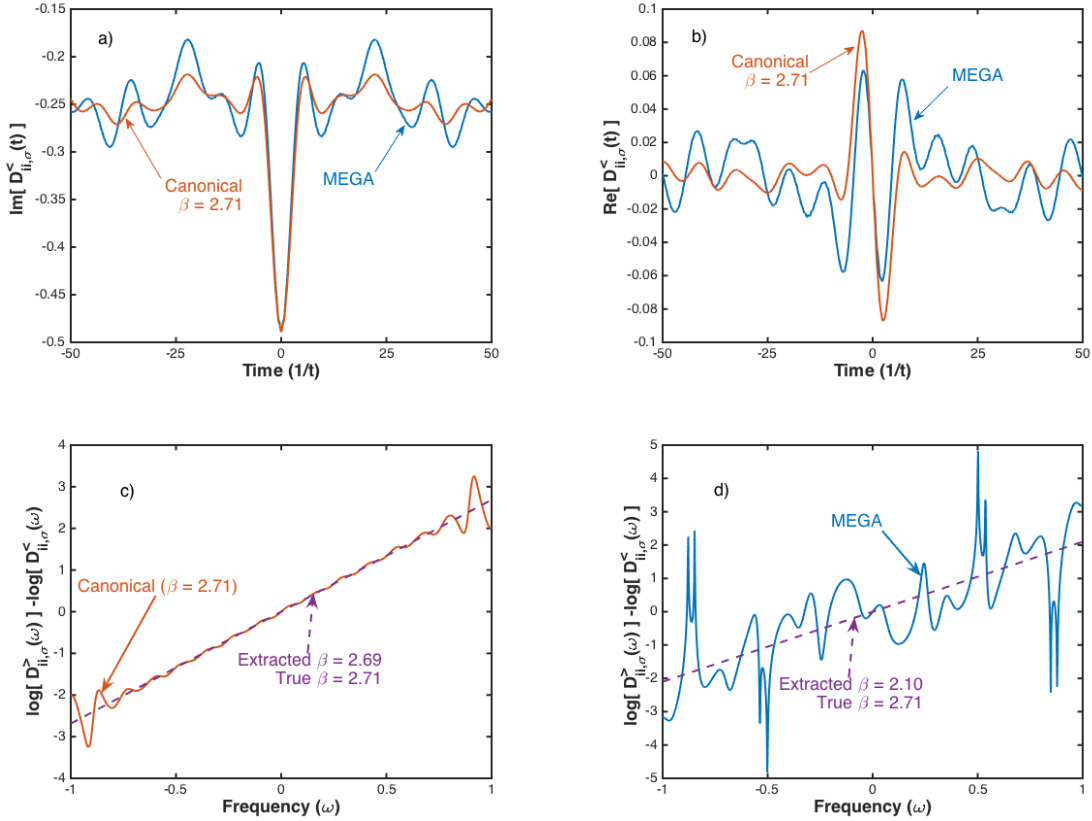 -0.15
-0.2
-0.25
-0.3
-0.35
-0.4
-0.45
-0.5
-50
-25
0
25
50
Time (1/t)
Im[ D<ii,σ(t) ]
a)
Canonical
β = 2.71
MEGA
0.1
0.08
0.06
0.04
0.02
0
-0.02
-0.04
-0.06
-0.08
-0.1
-50
-25
0
25
50
Time (1/t)
Re[ D<ii,σ(t) ]
b)
Canonical
β = 2.71
MEGA
4
3
2
1
0
-1
-2
-3
-4
-1
-0.5
0
0.5
1
Frequency (ω)
log[ D>ii,σ(ω) ] -log[ D<ii,σ(ω)
c)
Canonical (β = 2.71)
Extracted β = 2.69
True β = 2.71
5
4
3
2
1
0
-1
-2
-3
-4
-5
-1
-0.5
0
0.5
1
Frequency (ω)
log[ D>ii,σ(ω) ] -log[ D<ii,σ(ω) ]
d)
MEGA
Extracted β = 2.10
True β = 2.71